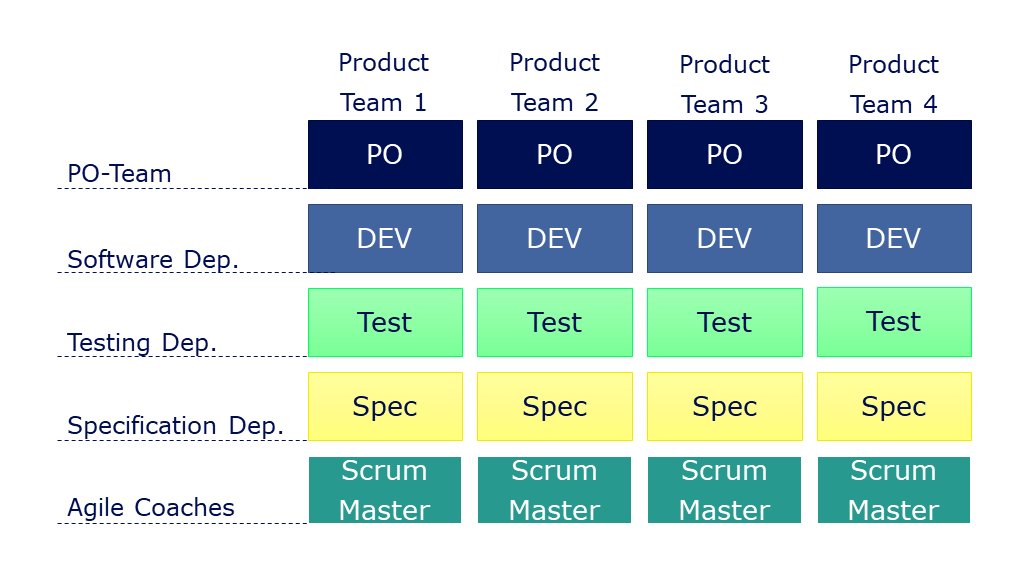 Product Team 1
Product Team 2
Product Team 3
Product Team 4
PO-Team
PO
PO
PO
PO
Software Dep.
DEV
DEV
DEV
DEV
Testing Dep.
Test
Test
Test
Test
Specification Dep.
Spec
Spec
Spec
Spec
Agile Coaches
Scrum Master
Scrum Master
Scrum Master
Scrum Master